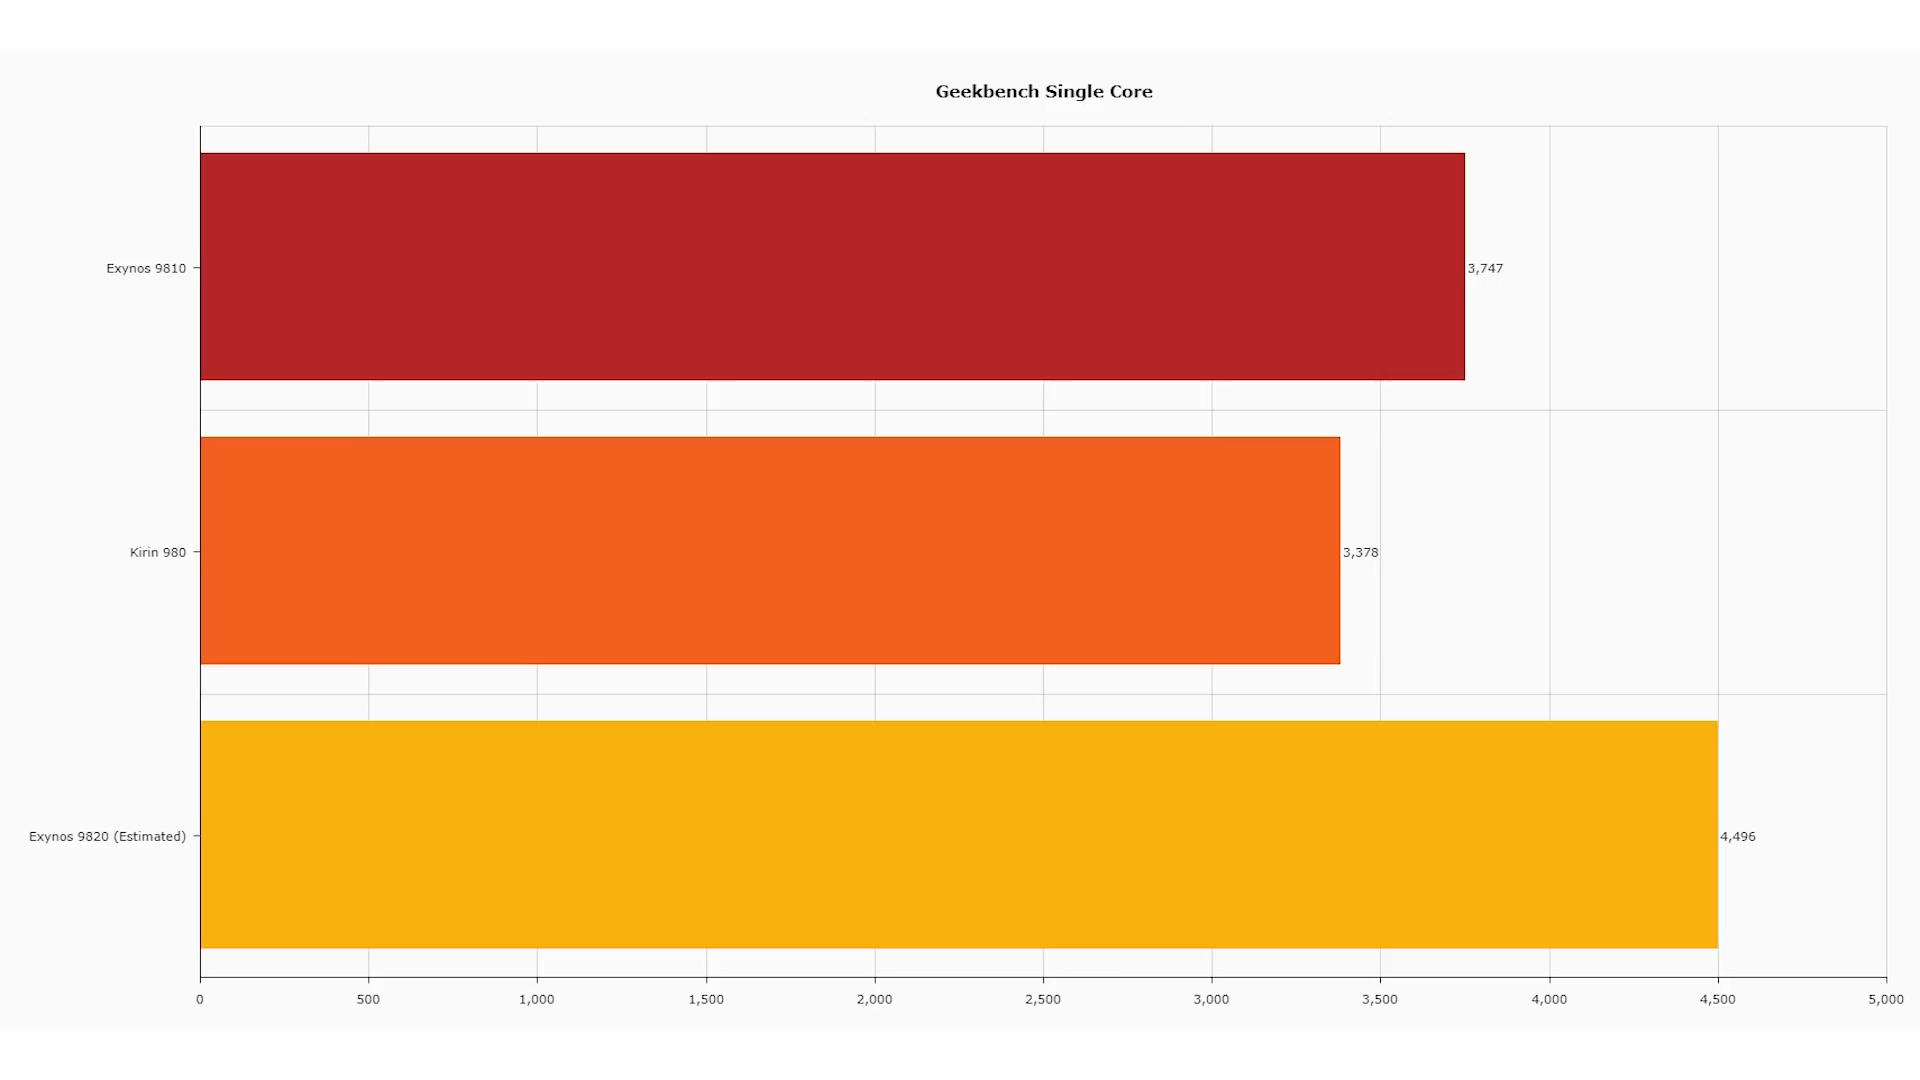 Geekbench Single Core
Exynos 9810
3,747
Kirin 980
3,378
Exynos 9820 (Estimated)
4,496
0 500 1,000 1,500 2,000 2,500 3,000 3,500 4,000 4,500 5,000